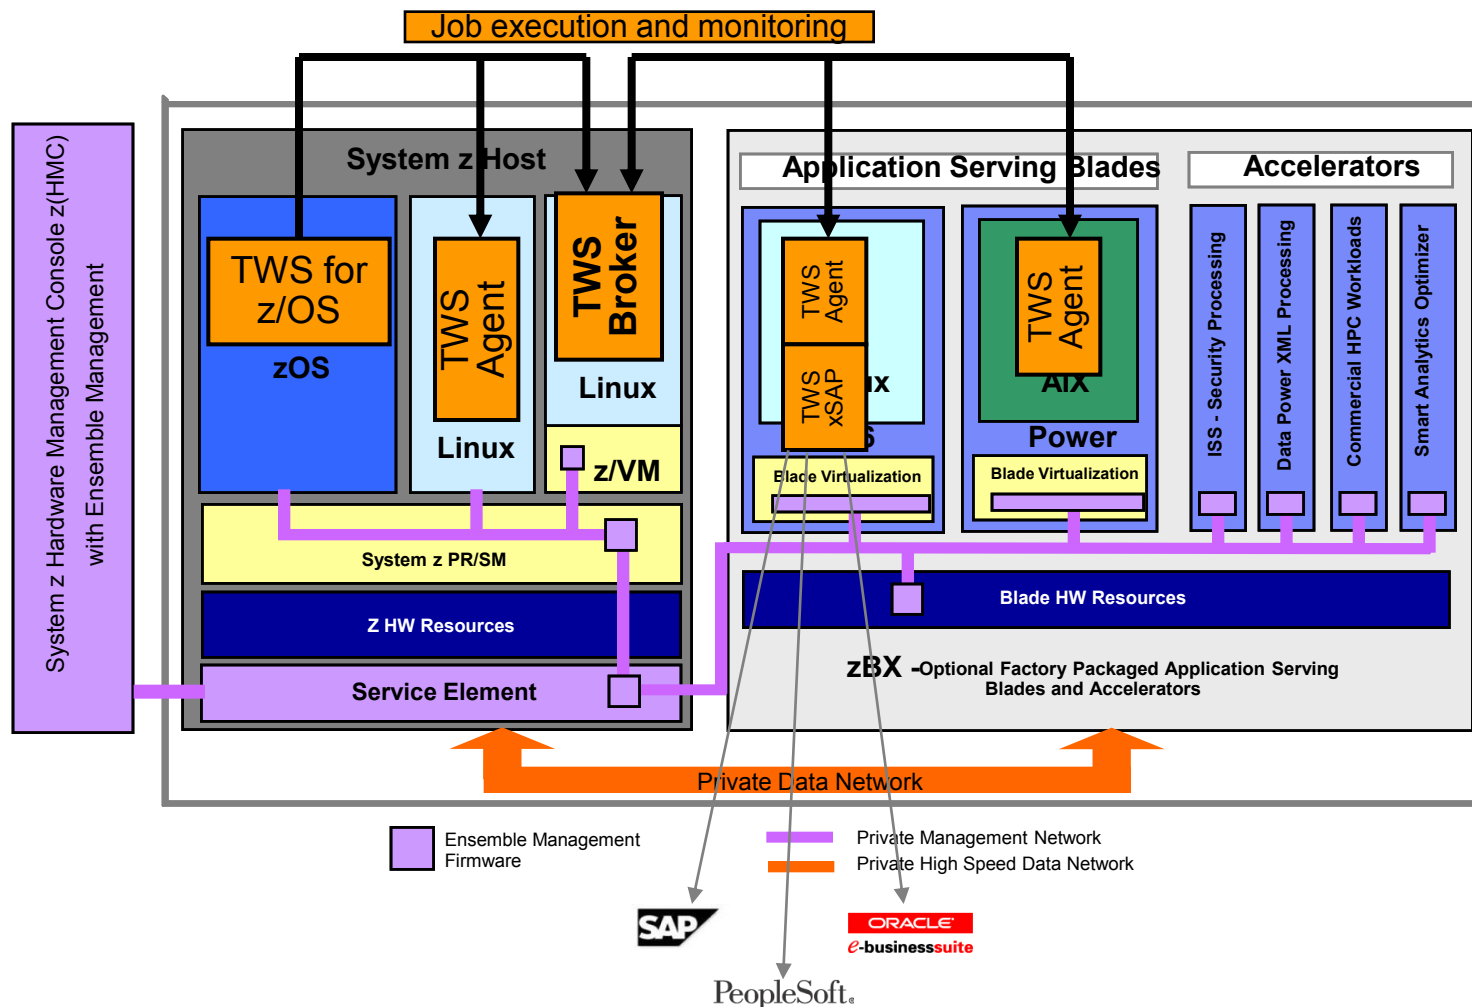 Job execution and monitoring
System z Hardware Management Console z(HMC)
with Ensemble Management
System z Host
TWS for
z/OS
zOS
TWS
Agent
Linux
TWS
Broker
Linux
z/VM
System z PR/SM
Z HW Resources
Service Element
Application Serving Blades
Accelerators
TWS
Agent
TWS
xSAP
ux
6
Blade Virtualization
TWS
Agent
AIX
Power
Blade Virtualization
ISS - Security Processing
Data Power XML Processing
Commercial HPC Workloads
Smart Analytics Optimizer
Blade HW Resources
zBX -Optional Factory Packaged Application Serving
Blades and Accelerators
Private Data Network
Ensemble Management
Firmware
Private Management Network
Private High Speed Data Network
SAP
ORACLE
e-businesssuite
PeopleSoft.